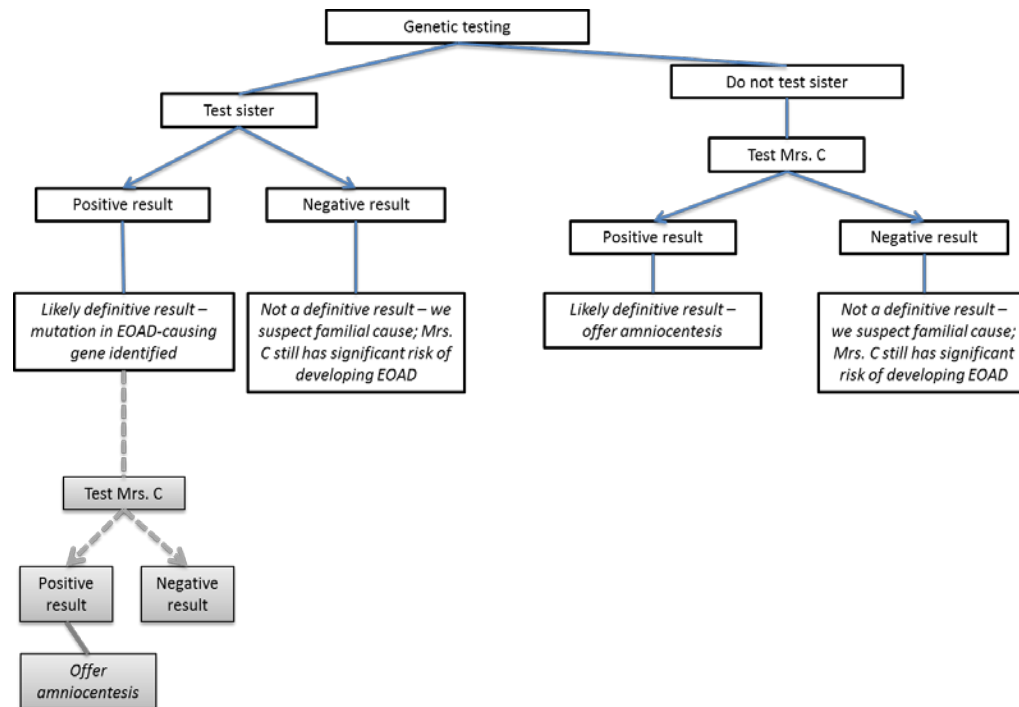 Genetic testing
Test sister
Do not test sister
Test Mrs. C
Positive result
Negative result
Positive result
Negative result
Likely definitive result –
mutation in EOAD-causing
gene identified
Not a definitive result – we
suspect familial cause; Mrs.
C still has significant risk of
developing EOAD
Likely definitive result –
offer amniocentesis
Not a definitive result –
we suspect familial cause;
Mrs. C still has significant
risk of developing EOAD
Test Mrs. C
Positive
result
Negative
result
Offer
amniocentesis